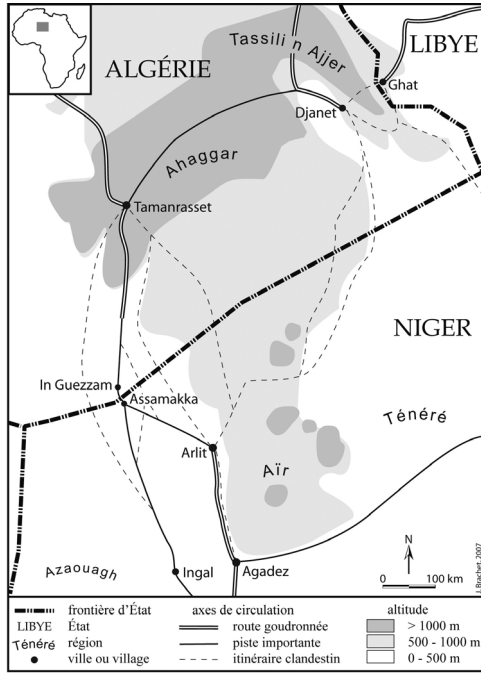 LIBYE
Tassili n Ajjer
ALGÉRIE
Ghat
Djanet
Ahaggar
Tamanrasset
NIGER
In Guezzam
Assamakka
Ténéré
Arlit
Aïr
N
Azaouagh
Ingal
Agadez
0 100 km
J. Brachet, 2007
frontière d'État
LIBYE État
Ténéré région
ville ou village
axes de circulation
route goudronnée
piste importante
itinéraire clandestin
altitude
> 1000 m
500 - 1000 m
0 - 500 m